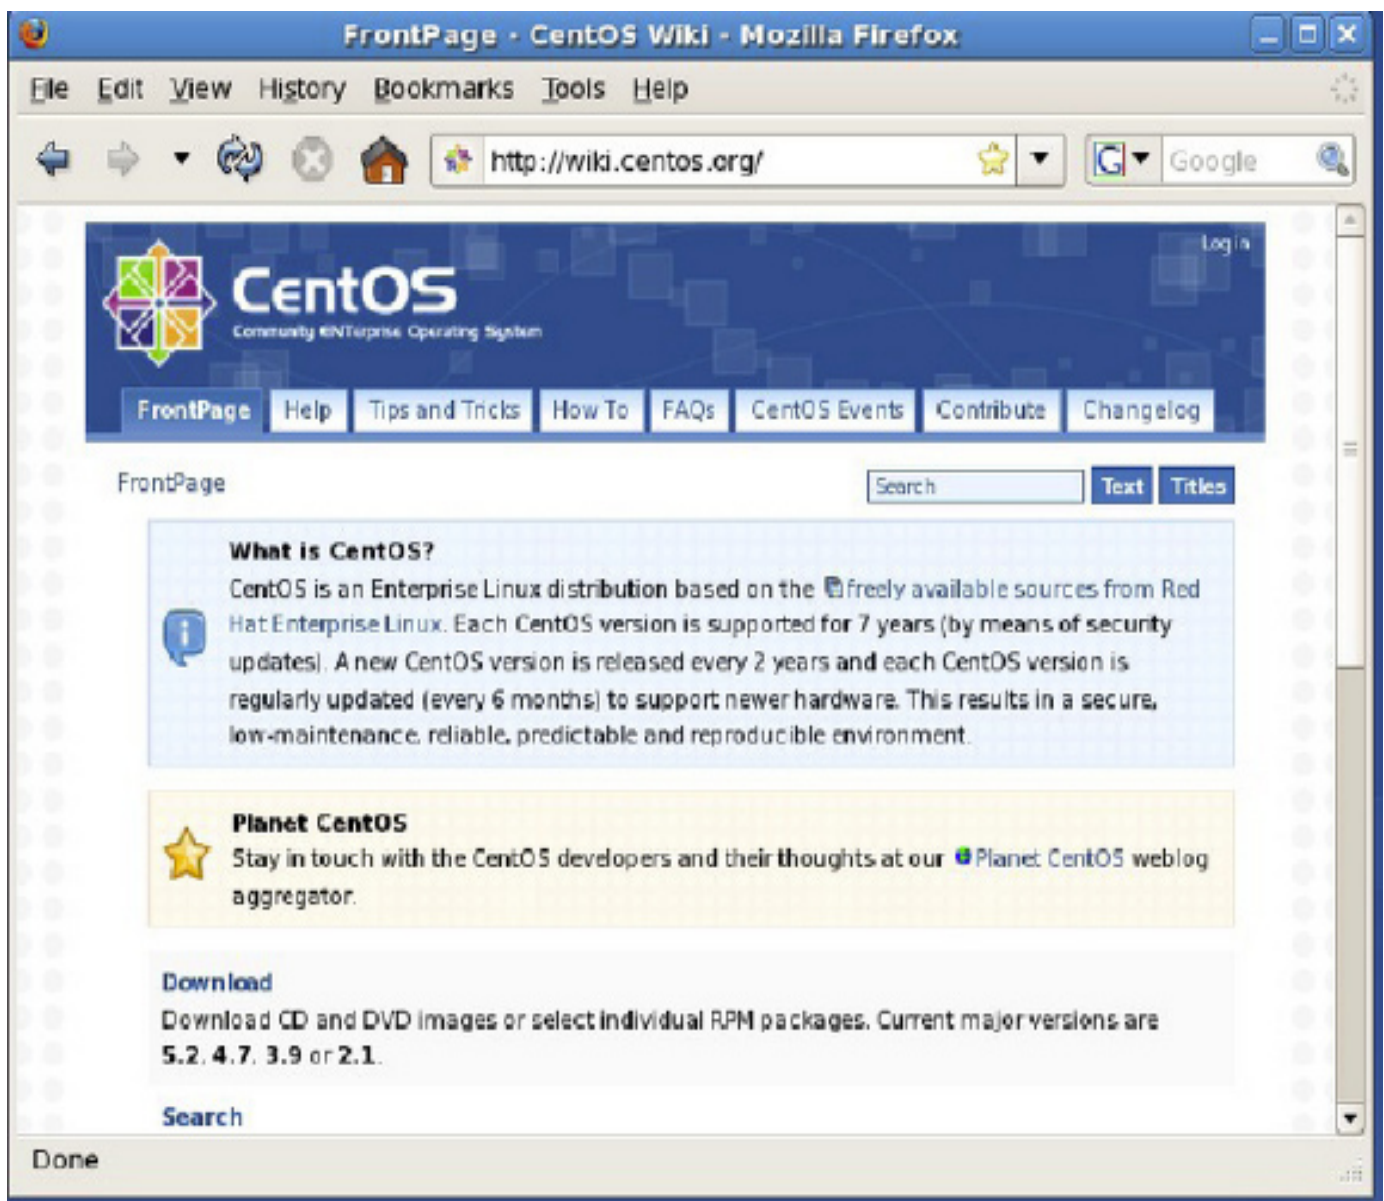 FrontPage - CentOS Wiki - Mozilla Firefox
File Edit View History Bookmarks Tools Help
http://wiki.centos.org/ G Google
Login
CentOS
Community ENTerprise Operating System
FrontPage Help Tips and Tricks How To FAQs CentOS Events Contribute Changelog
FrontPage Search Text Titles
What is CentOS?
CentOS is an Enterprise Linux distribution based on the freely available sources from Red
Hat Enterprise Linux. Each CentOS version is supported for 7 years (by means of security
updates). A new CentOS version is released every 2 years and each CentOS version is
regularly updated (every 6 months) to support newer hardware. This results in a secure,
low-maintenance, reliable, predictable and reproducible environment.
Planet CentOS
Stay in touch with the CentOS developers and their thoughts at our Planet CentOS weblog
aggregator.
Download
Download CD and DVD images or select individual RPM packages. Current major versions are
5.2, 4.7, 3.9 or 2.1.
Search
Done